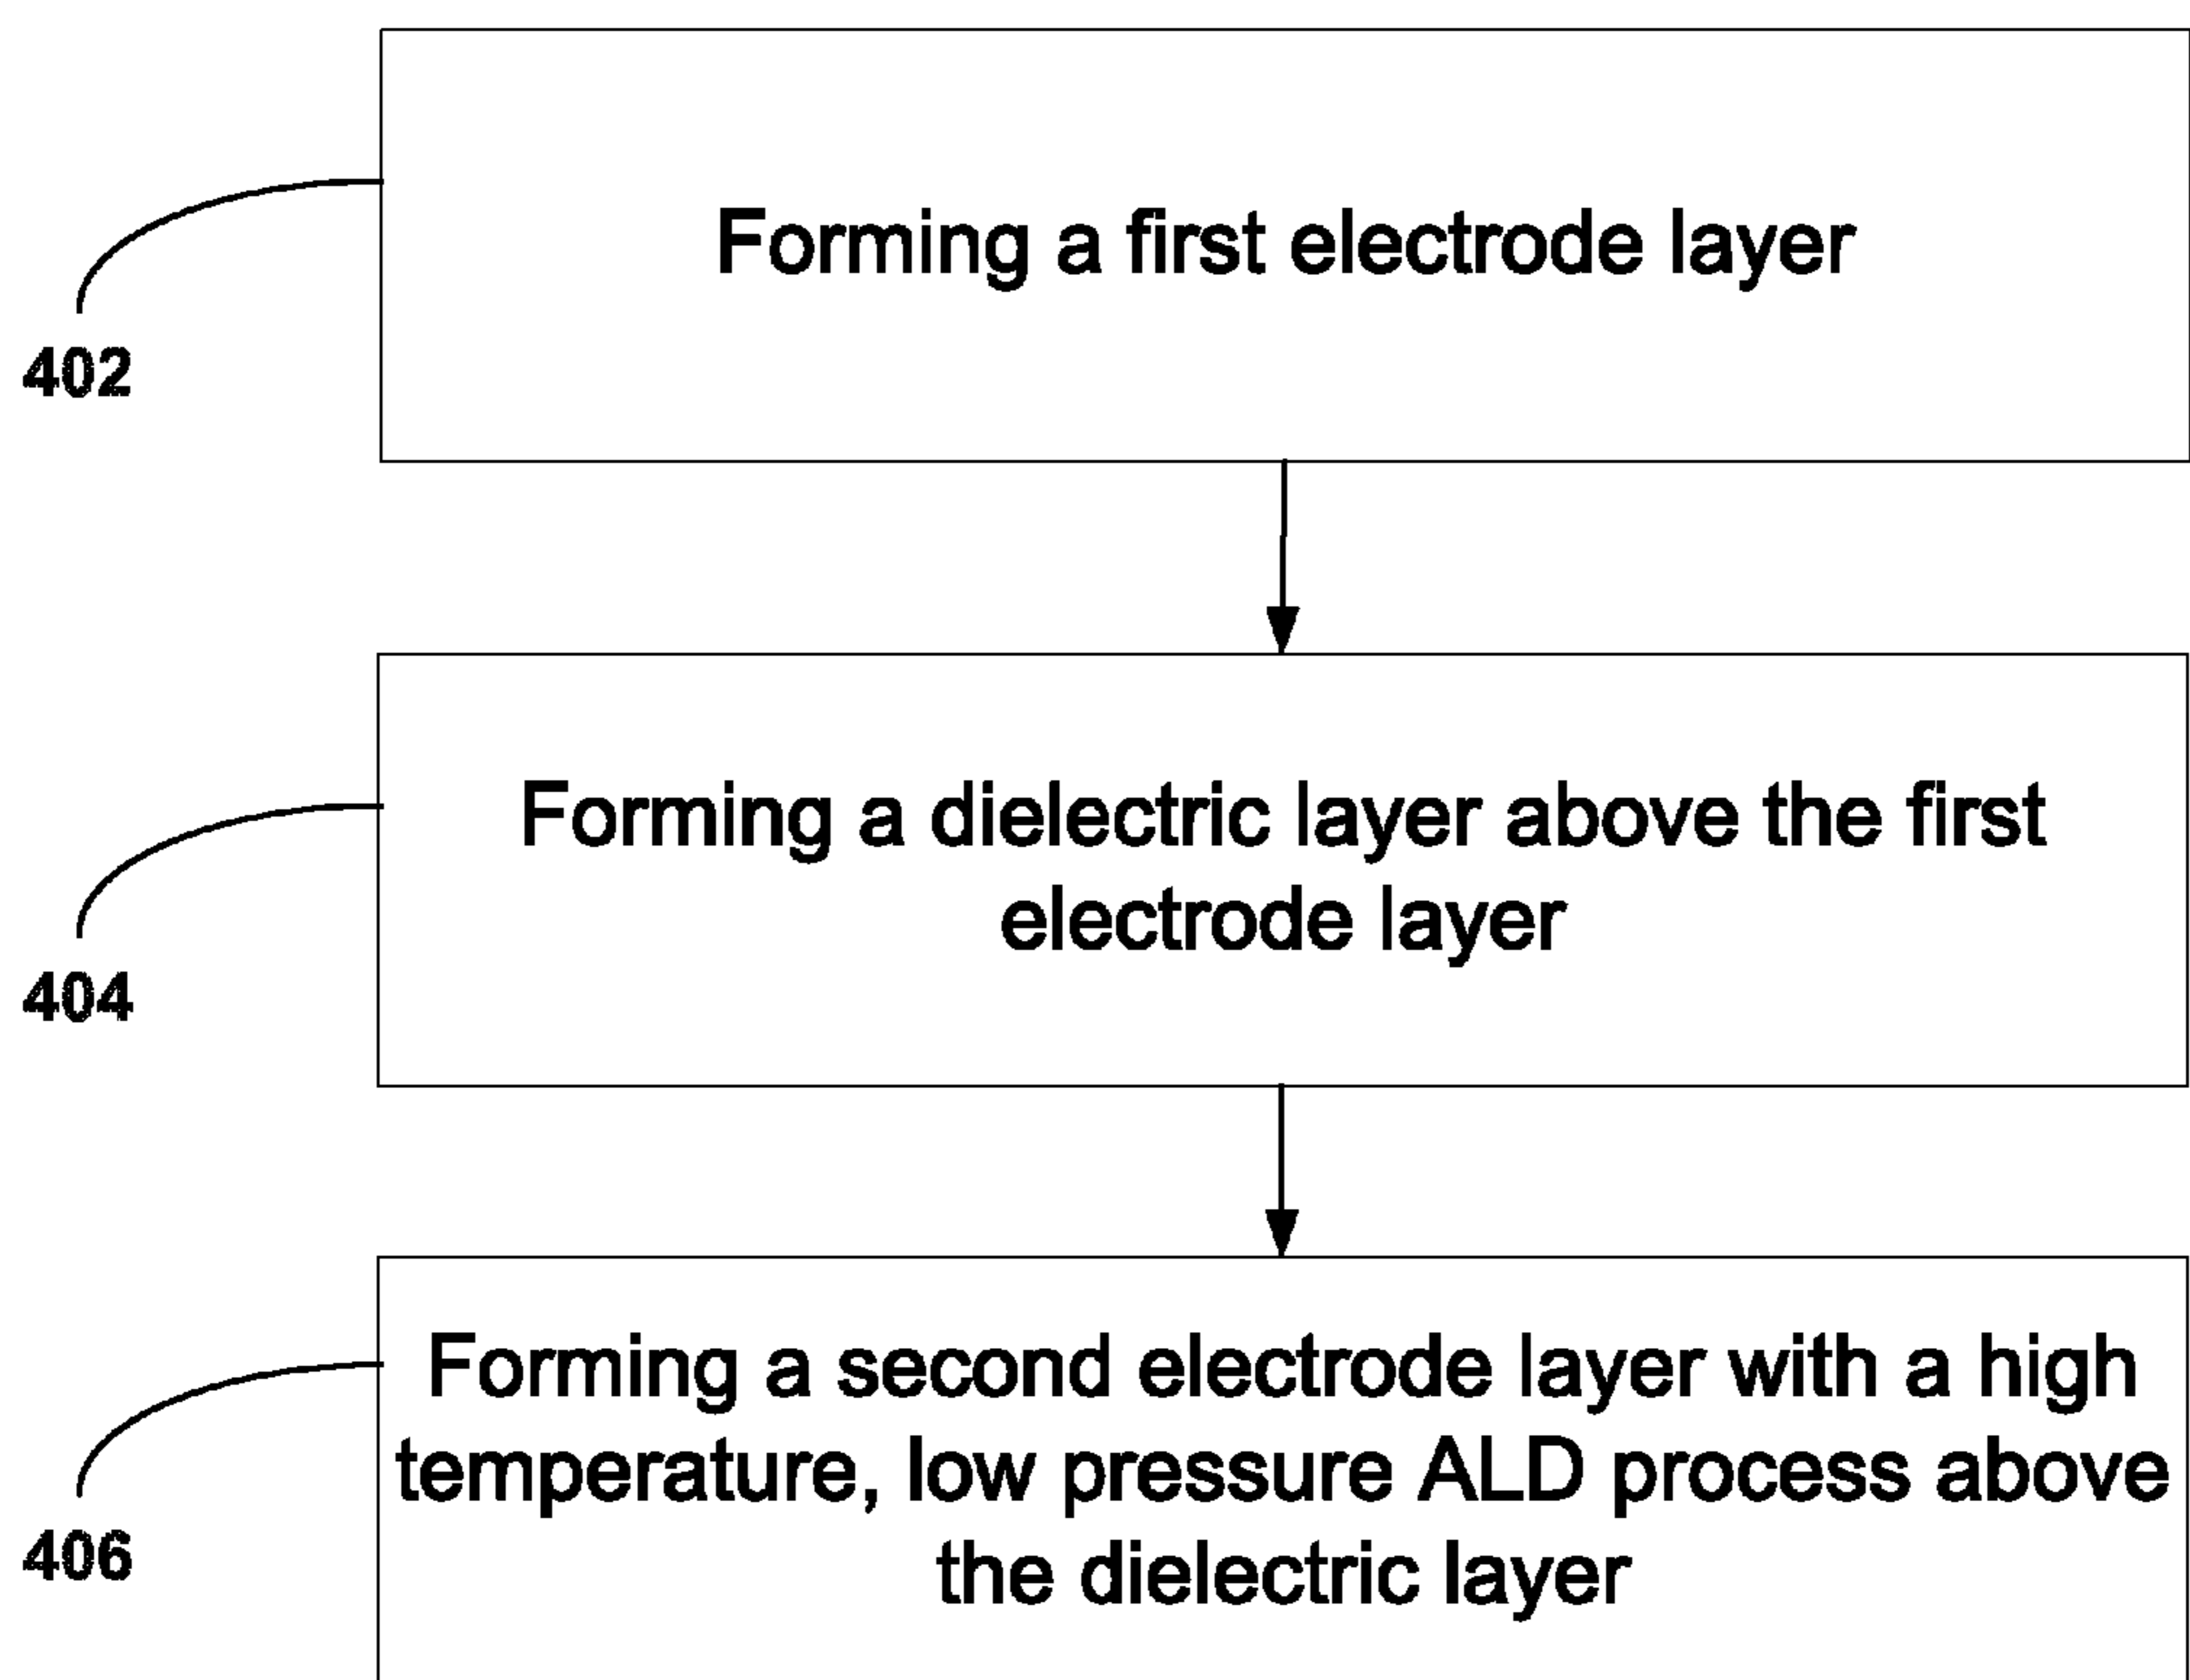 Forming a first electrode layer
402
Forming a dielectric layer above the first
electrode layer
404
Forming a second electrode layer with a high
temperature, low pressure ALD process above
the dielectric layer
406